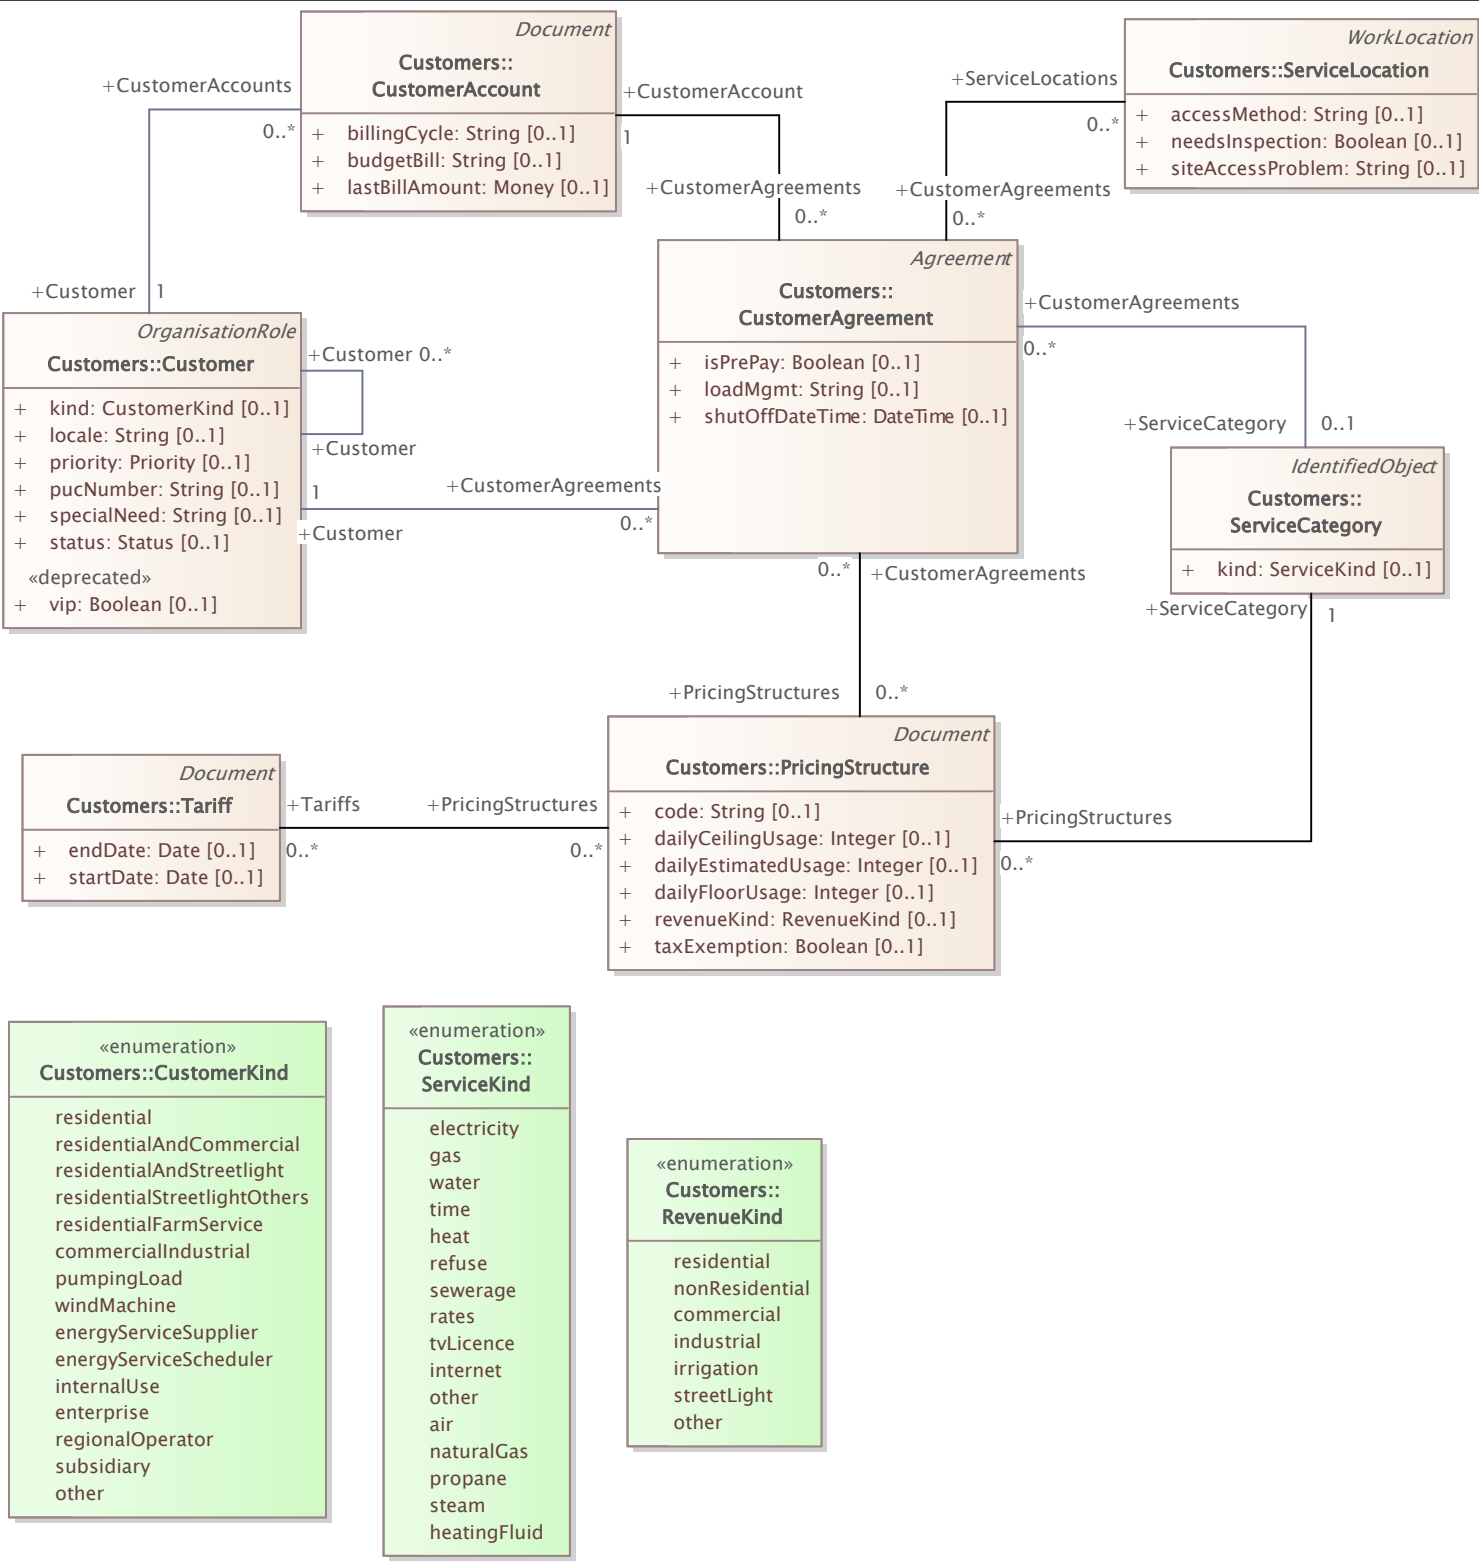 Document
Customers::
CustomerAccount
+ billingCycle: String [0..1]
+ budgetBill: String [0..1]
+ lastBillAmount: Money [0..1]
+CustomerAccounts
0..*
+CustomerAccount
1
+ServiceLocations
0..*
WorkLocation
Customers::ServiceLocation
+ accessMethod: String [0..1]
+ needsInspection: Boolean [0..1]
+ siteAccessProblem: String [0..1]
+CustomerAgreements
0..*
+CustomerAgreements
0..*
+Customer
1
OrganisationRole
Customers::Customer
+ kind: CustomerKind [0..1]
+ locale: String [0..1]
+ priority: Priority [0..1]
+ pucNumber: String [0..1]
+ specialNeed: String [0..1]
+ status: Status [0..1]
«deprecated»
+ vip: Boolean [0..1]
+Customer 0..*
+Customer
1
+Customer
+CustomerAgreements
0..*
Agreement
Customers::
CustomerAgreement
+ isPrePay: Boolean [0..1]
+ loadMgmt: String [0..1]
+ shutOffDateTime: DateTime [0..1]
+CustomerAgreements
0..*
+ServiceCategory
0..1
IdentifiedObject
Customers::
ServiceCategory
+ kind: ServiceKind [0..1]
+ServiceCategory
1
0..*
+CustomerAgreements
+PricingStructures
0..*
Document
Customers::Tariff
+ endDate: Date [0..1]
+ startDate: Date [0..1]
+Tariffs
0..*
+PricingStructures
0..*
Document
Customers::PricingStructure
+ code: String [0..1]
+ dailyCeilingUsage: Integer [0..1]
+ dailyEstimatedUsage: Integer [0..1]
+ dailyFloorUsage: Integer [0..1]
+ revenueKind: RevenueKind [0..1]
+ taxExemption: Boolean [0..1]
+PricingStructures
0..*
«enumeration»
Customers::CustomerKind
residential
residentialAndCommercial
residentialAndStreetlight
residentialStreetlightOthers
residentialFarmService
commercialIndustrial
pumpingLoad
windMachine
energyServiceSupplier
energyServiceScheduler
internalUse
enterprise
regionalOperator
subsidiary
other
«enumeration»
Customers::
ServiceKind
electricity
gas
water
time
heat
refuse
sewerage
rates
tvLicence
internet
other
air
naturalGas
propane
steam
heatingFluid
«enumeration»
Customers::
RevenueKind
residential
nonResidential
commercial
industrial
irrigation
streetLight
other